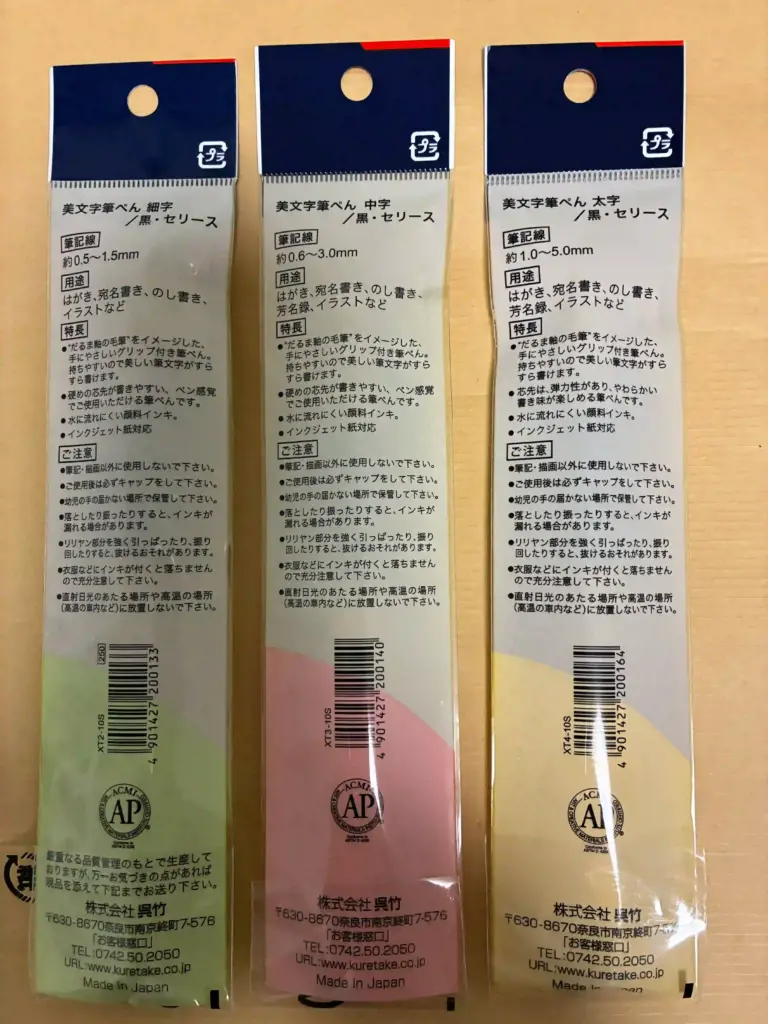 プラ
美文字筆ぺん 細字
／黒・セリース
筆記線
約0.5〜1.5mm
用途
はがき、宛名書き、のし書き、
イラストなど
特長
●"だるま軸の毛筆"をイメージした、
手にやさしいグリップ付き筆ぺん。
持ちやすいので美しい筆文字がすら
すら書けます。
●硬めの芯先が書きやすい、ペン感覚
でご使用いただける筆ぺんです。
●水に流れにくい顔料インキ。
●インクジェット紙対応
ご注意
●筆記・描画以外に使用しないで下さい。
●ご使用後は必ずキャップをして下さい。
●幼児の手の届かない場所で保管して下さい。
●落としたり振ったりすると、インキが
漏れる場合があります。
●リリヤン部分を強く引っぱったり、振り
回したりすると、抜けるおそれがあります。
●衣服などにインキが付くと落ちません
ので充分注意して下さい。
●直射日光のあたる場所や高温の場所
(高温の車内など)に放置しないで下さい。
250
XT2-10S
4 901427 200133
ACMI
AP
厳重なる品質管理のもとで生産して
おりますが、万一お気づきの点があれば
現品を添えて下記までお送り下さい。
株式会社 呉竹
〒630-8670奈良市南京終町7-576
「お客様窓口」
TEL:0742.50.2050
URL:www.kuretake.co.jp
Made in Japan
プラ
美文字筆ぺん 中字
／黒・セリース
筆記線
約0.6〜3.0mm
用途
はがき、宛名書き、のし書き、
芳名録、イラストなど
特長
●"だるま軸の毛筆"をイメージした、
手にやさしいグリップ付き筆ぺん。
持ちやすいので美しい筆文字がすら
すら書けます。
●硬めの芯先が書きやすい、ペン感覚
でご使用いただける筆ぺんです。
●水に流れにくい顔料インキ。
●インクジェット紙対応
ご注意
●筆記・描画以外に使用しないで下さい。
●ご使用後は必ずキャップをして下さい。
●幼児の手の届かない場所で保管して下さい。
●落としたり振ったりすると、インキが
漏れる場合があります。
●リリヤン部分を強く引っぱったり、振り
回したりすると、抜けるおそれがあります。
●衣服などにインキが付くと落ちません
ので充分注意して下さい。
●直射日光のあたる場所や高温の場所
(高温の車内など)に放置しないで下さい。
XT3-10S
4 901427 200140
ACMI
AP
株式会社 呉竹
〒630-8670奈良市南京終町7-576
「お客様窓口」
TEL:0742.50.2050
URL:www.kuretake.co.jp
Made in Japan
プラ
美文字筆ぺん 太字
／黒・セリース
筆記線
約1.0〜5.0mm
用途
はがき、宛名書き、のし書き、
芳名録、イラストなど
特長
●"だるま軸の毛筆"をイメージした、
手にやさしいグリップ付き筆ぺん。
持ちやすいので美しい筆文字がすら
すら書けます。
●芯先は、弾力性があり、やわらかい
書き味が楽しめる筆ぺんです。
●水に流れにくい顔料インキ。
●インクジェット紙対応
ご注意
●筆記・描画以外に使用しないで下さい。
●ご使用後は必ずキャップをして下さい。
●幼児の手の届かない場所で保管して下さい。
●落としたり振ったりすると、インキが
漏れる場合があります。
●リリヤン部分を強く引っぱったり、振り
回したりすると、抜けるおそれがあります。
●衣服などにインキが付くと落ちません
ので充分注意して下さい。
●直射日光のあたる場所や高温の場所
(高温の車内など)に放置しないで下さい。
XT4-10S
4 901427 200164
ACMI
AP
株式会社 呉竹
〒630-8670奈良市南京終町7-576
「お客様窓口」
TEL:0742.50.2050
URL:www.kuretake.co.jp
Made in Japan